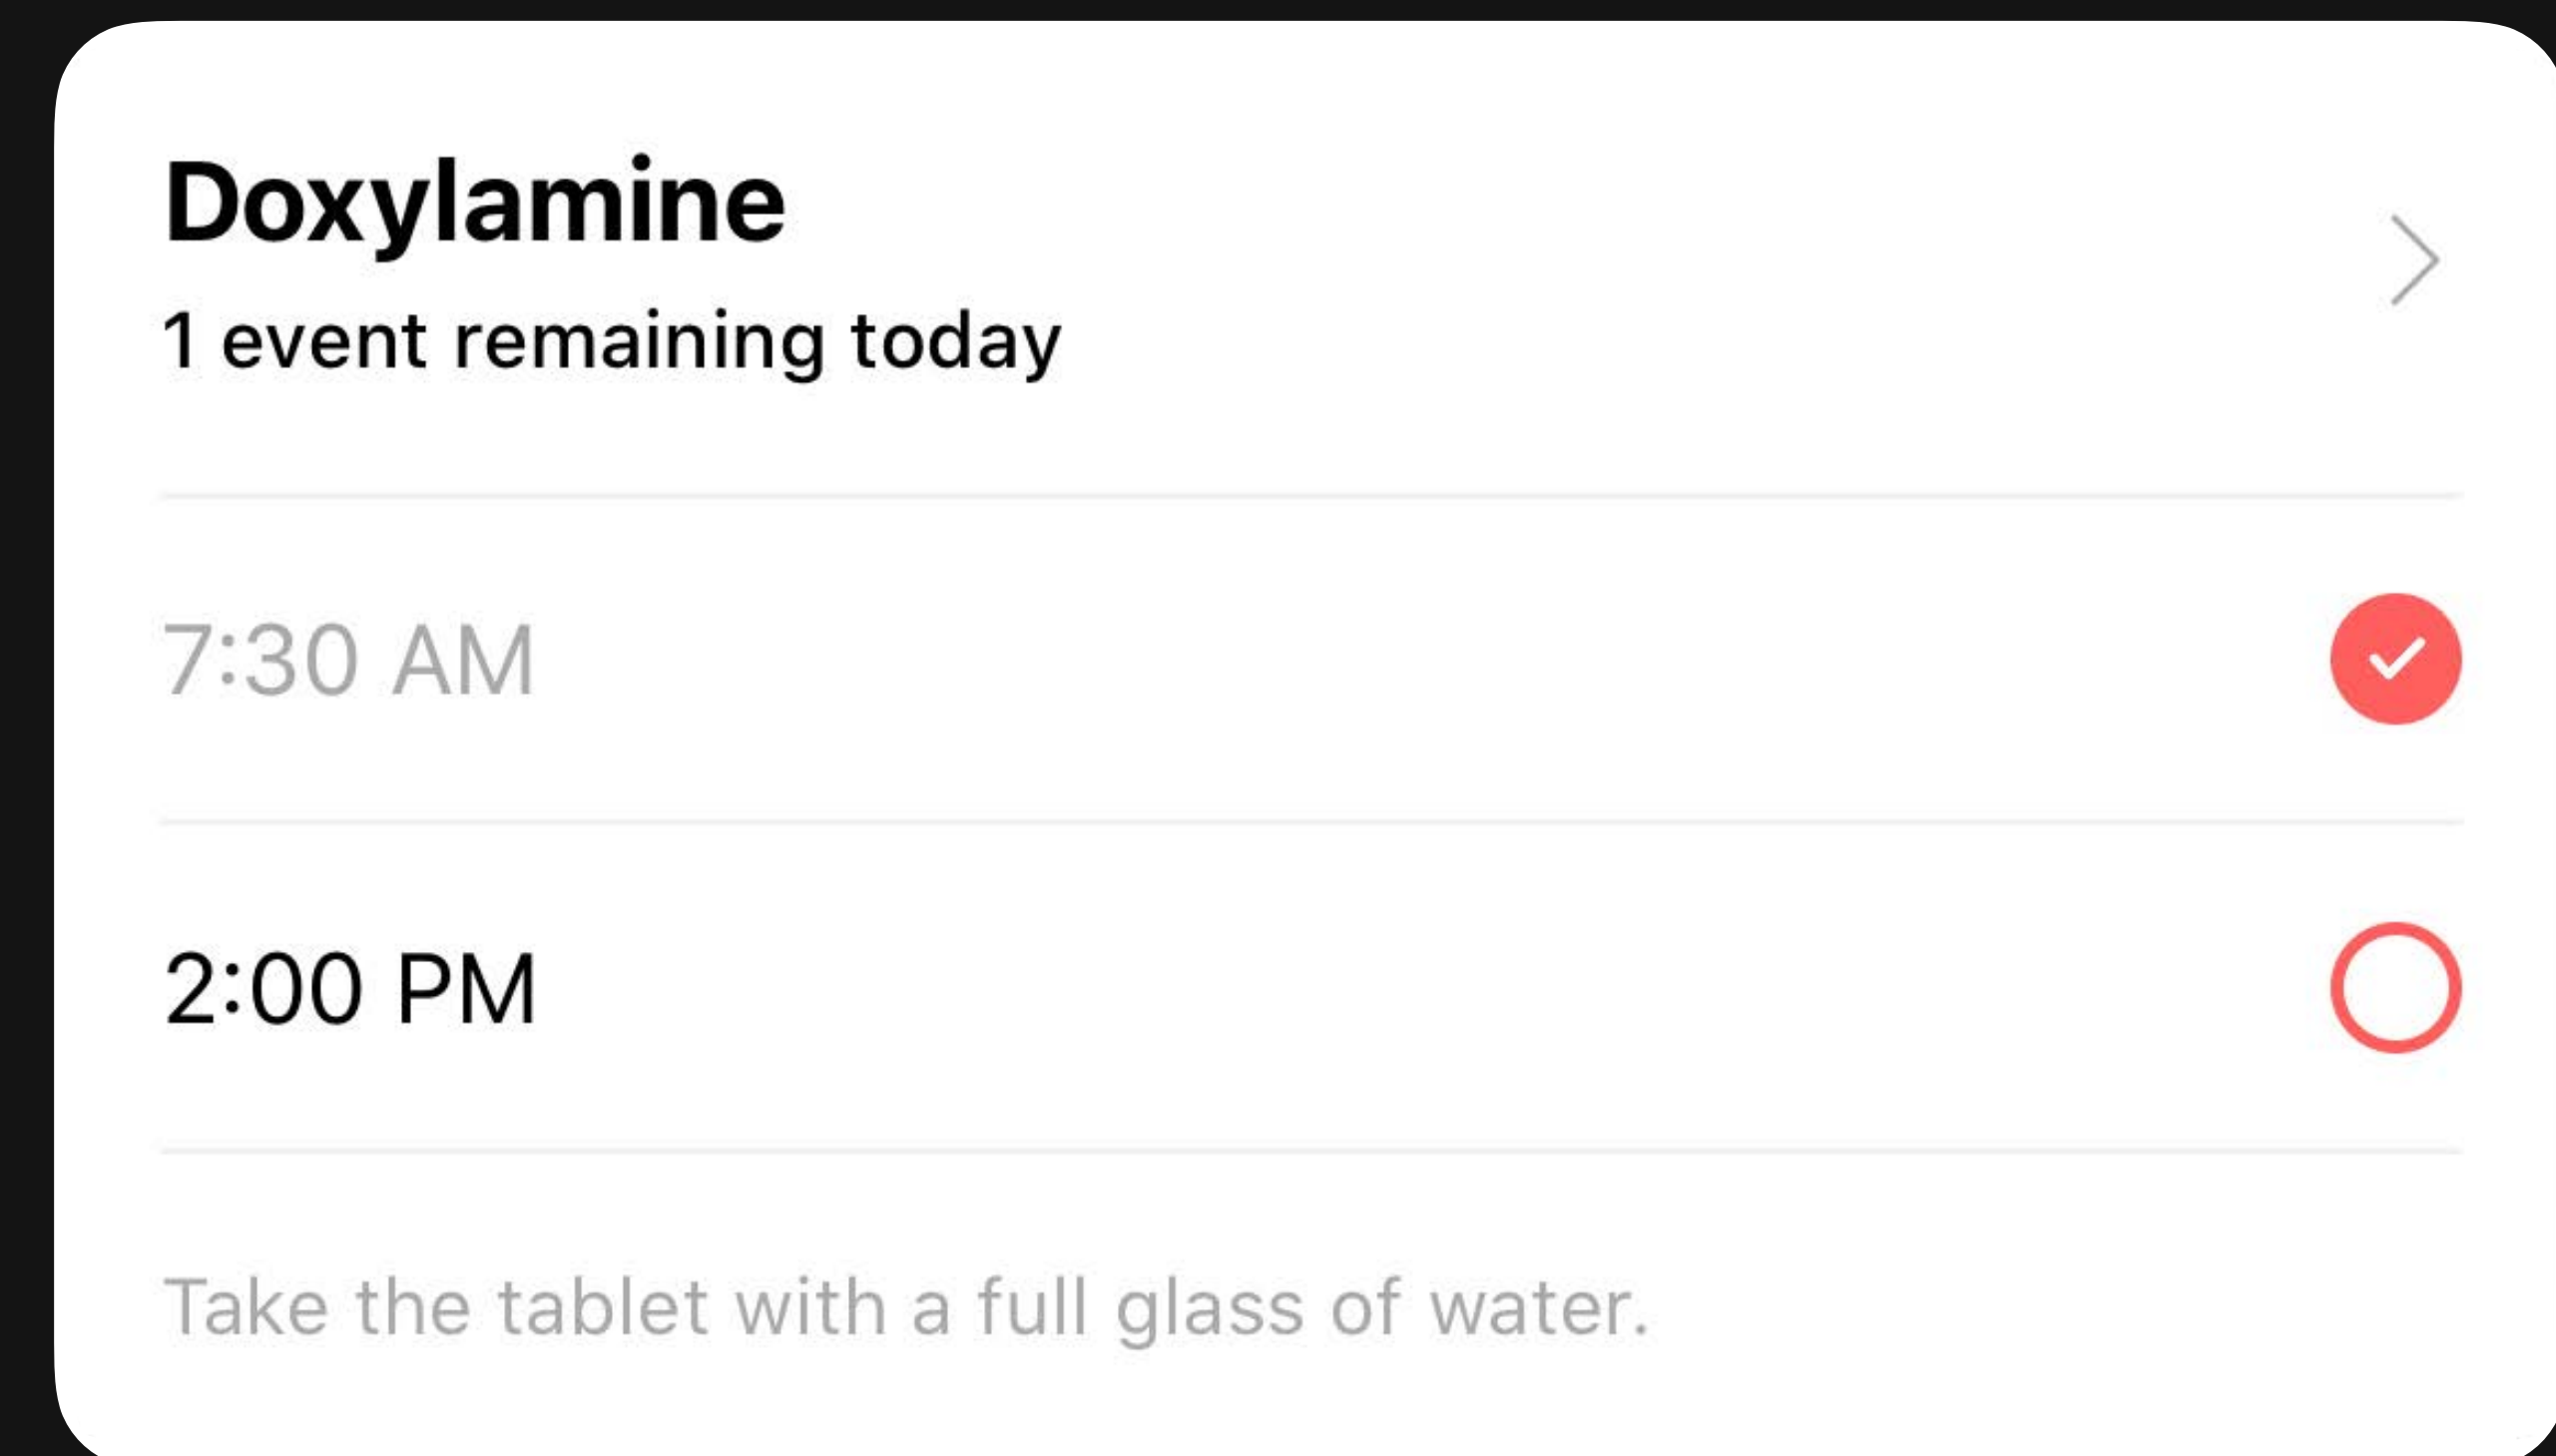 Doxylamine
1 event remaining today
7:30 AM
2:00 PM
Take the tablet with a full glass of water.